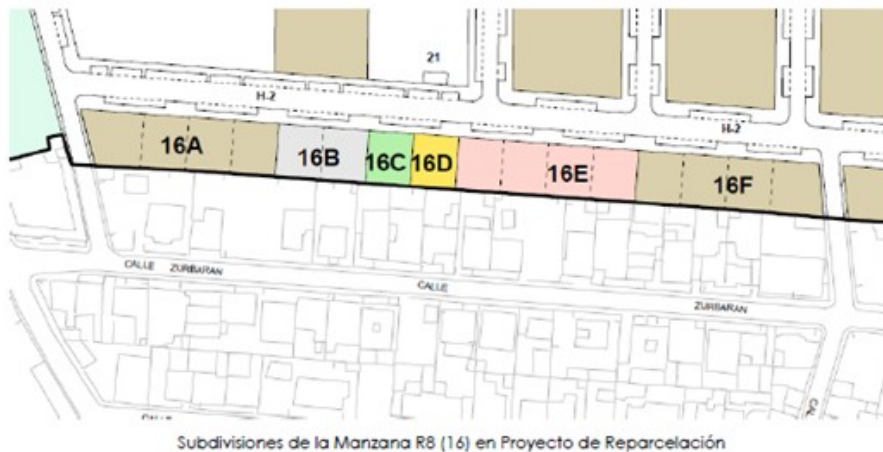 21
H-2
H-2
16A
16B
16C
16D
16E
16F
CALLE ZURBARAN
CALLE
ZURBARAN
CALLE
Subdivisiones de la Manzana R8 (16) en Proyecto de Reparcelación